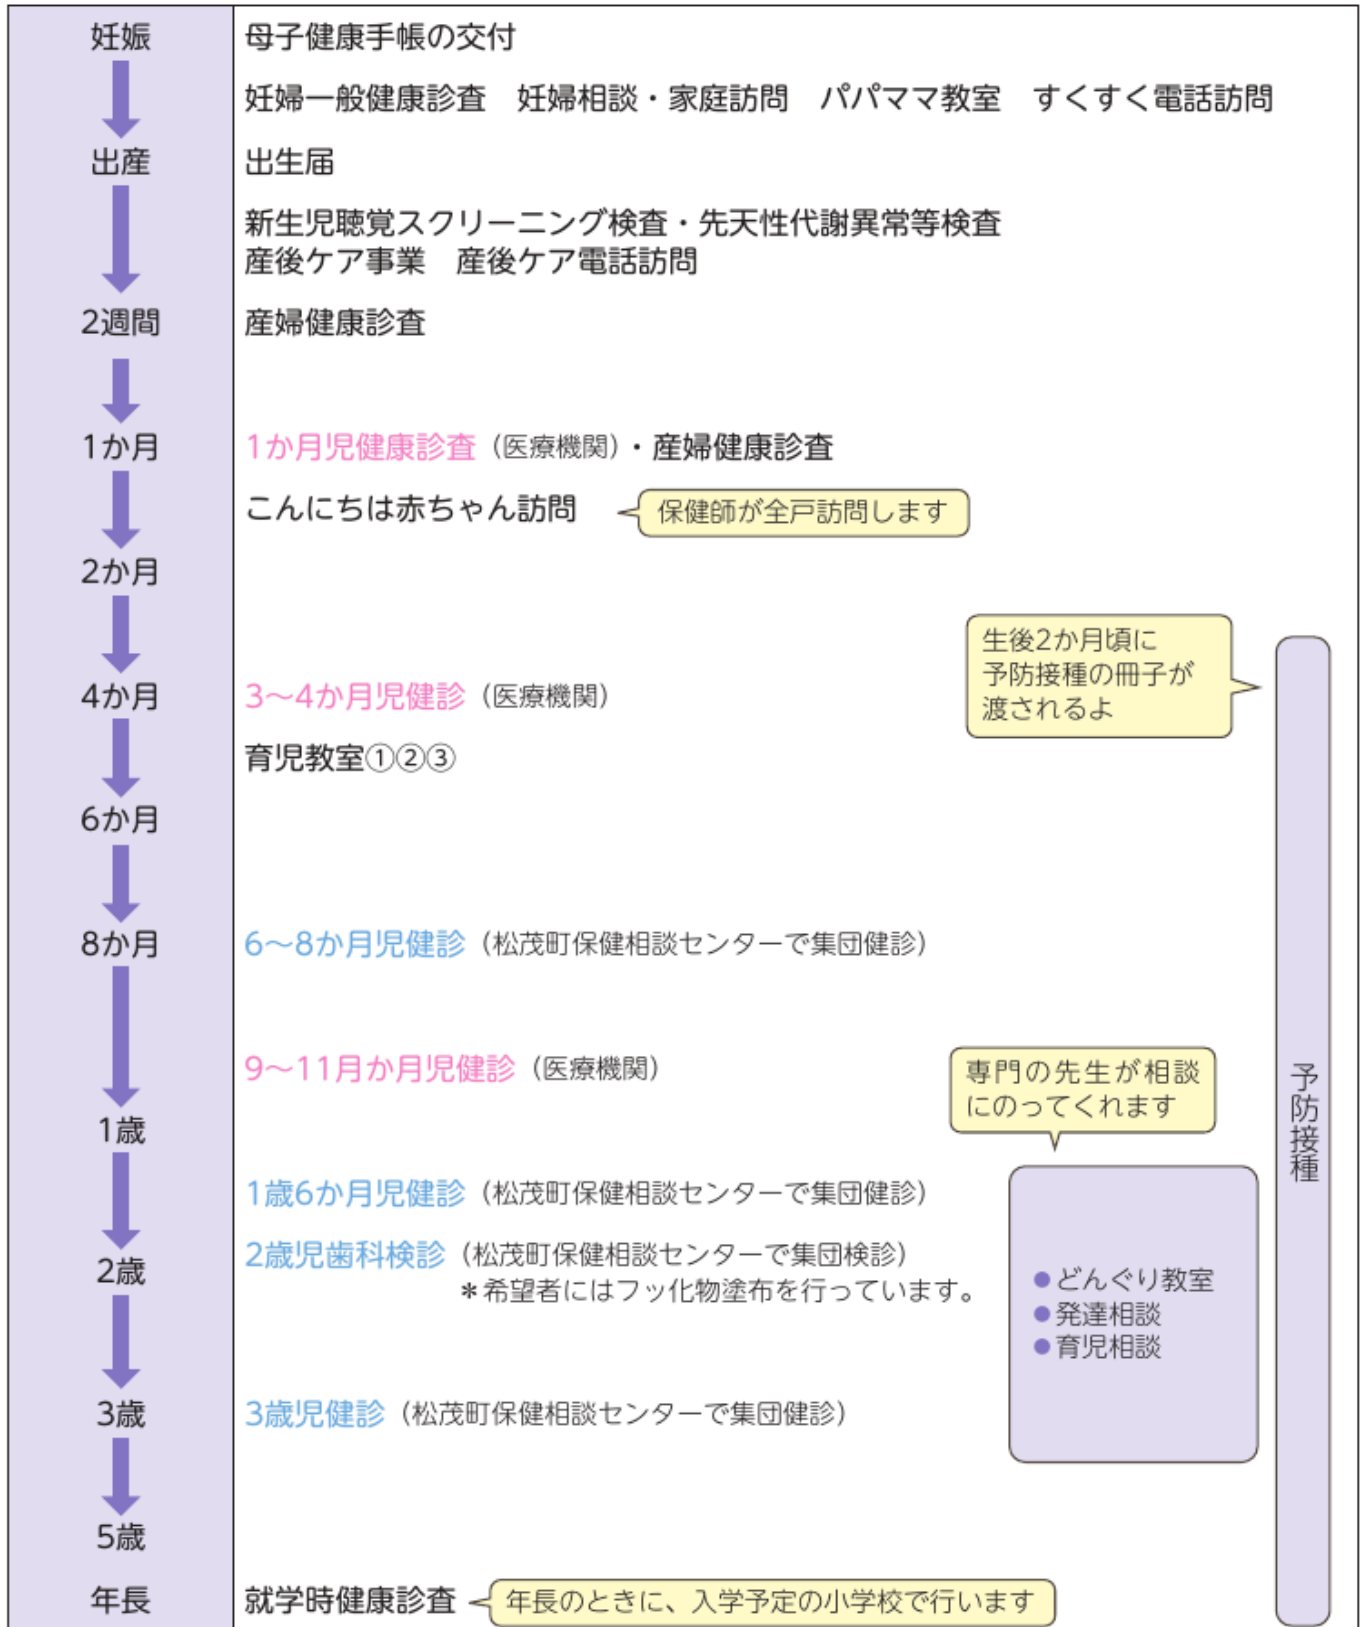 妊娠 母子健康手帳の交付
妊婦一般健康診査 妊婦相談・家庭訪問 パパママ教室 すくすく電話訪問
出産 出生届
新生児聴覚スクリーニング検査・先天性代謝異常等検査
産後ケア事業 産後ケア電話訪問
2週間 産婦健康診査
1か月 1か月児健康診査（医療機関）・産婦健康診査
こんにちは赤ちゃん訪問 保健師が全戸訪問します
2か月
生後2か月頃に
予防接種の冊子が
渡されるよ
4か月 3～4か月児健診（医療機関）
育児教室①②③
6か月
8か月 6～8か月児健診（松茂町保健相談センターで集団健診）
9～11月か月児健診（医療機関）
専門の先生が相談
にのってくれます
予防接種
1歳
1歳6か月児健診（松茂町保健相談センターで集団健診）
2歳 2歳児歯科検診（松茂町保健相談センターで集団検診）
＊希望者にはフッ化物塗布を行っています。
●どんぐり教室
●発達相談
●育児相談
3歳 3歳児健診（松茂町保健相談センターで集団健診）
5歳
年長 就学時健康診査 年長のときに、入学予定の小学校で行います